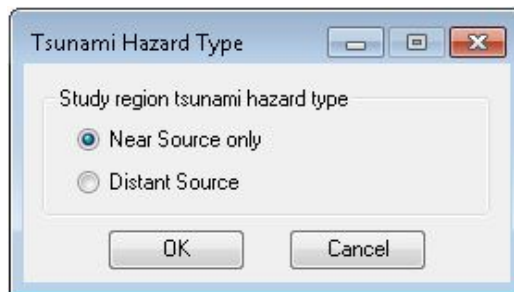 Tsunami Hazard Type
Study region tsunami hazard type
Near Source only
Distant Source
OK Cancel